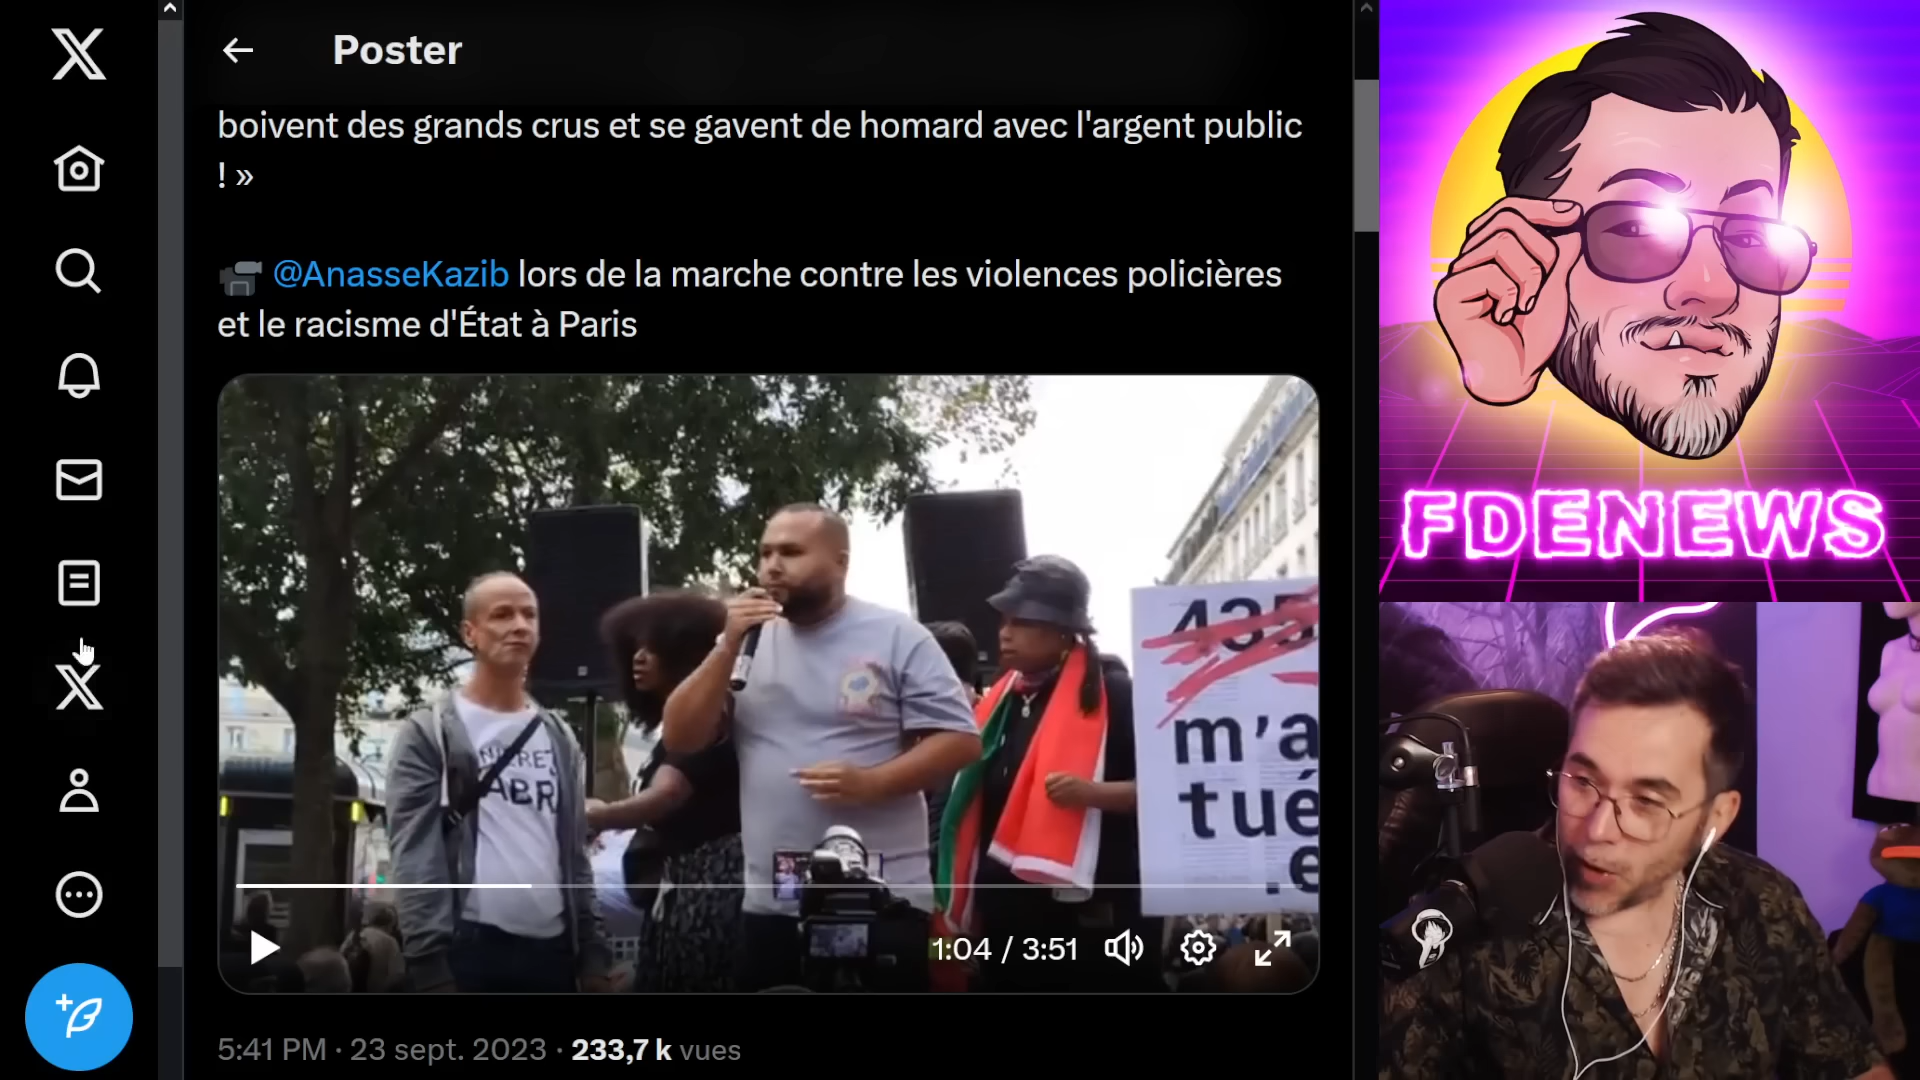 Poster
boivent des grands crus et se gavent de homard avec l'argent public
! »
@AnasseKazib lors de la marche contre les violences policières
et le racisme d'État à Paris
435
m'a
tué
.e
ABR
1:04 / 3:51
5:41 PM · 23 sept. 2023 · 233,7 k vues
FDENEWS